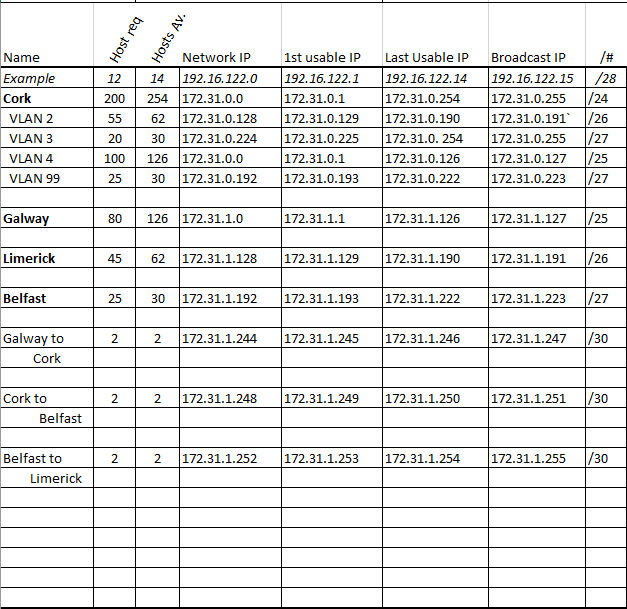 Name Host req Hosts Av. Network IP 1st usable IP Last Usable IP Broadcast IP /#
Example 12 14 192.16.122.0 192.16.122.1 192.16.122.14 192.16.122.15 /28
Cork 200 254 172.31.0.0 172.31.0.1 172.31.0.254 172.31.0.255 /24
VLAN 2 55 62 172.31.0.128 172.31.0.129 172.31.0.190 172.31.0.191` /26
VLAN 3 20 30 172.31.0.224 172.31.0.225 172.31.0. 254 172.31.0.255 /27
VLAN 4 100 126 172.31.0.0 172.31.0.1 172.31.0.126 172.31.0.127 /25
VLAN 99 25 30 172.31.0.192 172.31.0.193 172.31.0.222 172.31.0.223 /27
Galway 80 126 172.31.1.0 172.31.1.1 172.31.1.126 172.31.1.127 /25
Limerick 45 62 172.31.1.128 172.31.1.129 172.31.1.190 172.31.1.191 /26
Belfast 25 30 172.31.1.192 172.31.1.193 172.31.1.222 172.31.1.223 /27
Galway to 2 2 172.31.1.244 172.31.1.245 172.31.1.246 172.31.1.247 /30
Cork
Cork to 2 2 172.31.1.248 172.31.1.249 172.31.1.250 172.31.1.251 /30
Belfast
Belfast to 2 2 172.31.1.252 172.31.1.253 172.31.1.254 172.31.1.255 /30
Limerick